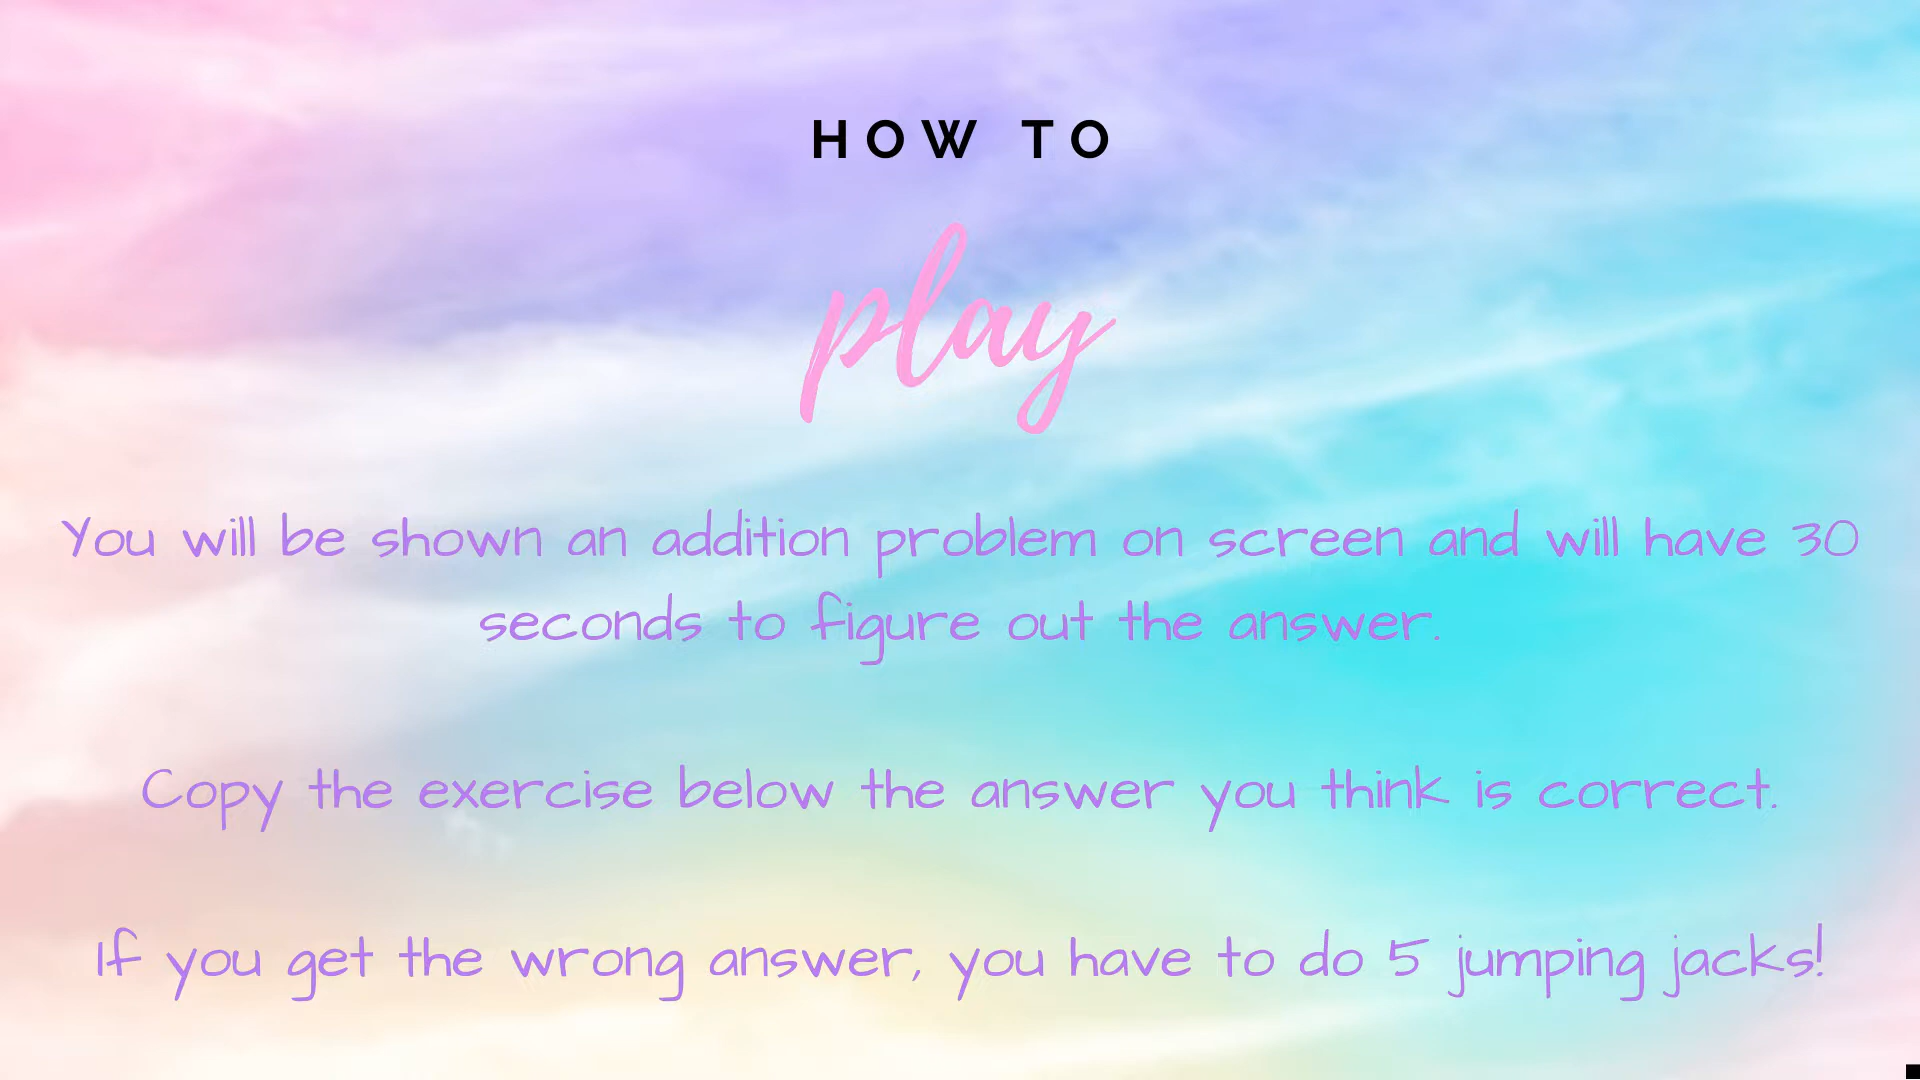 HOW TO
play
You will be shown an addition problem on screen and will have 30
seconds to figure out the answer.
Copy the exercise below the answer you think is correct.
If you get the wrong answer, you have to do 5 jumping jacks!